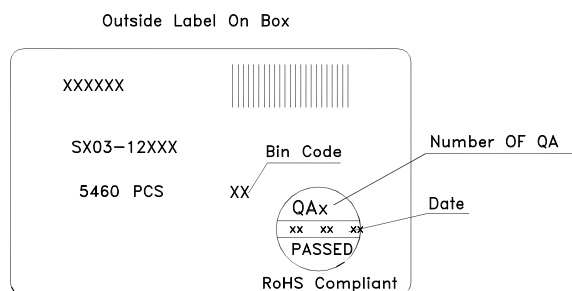 Outside Label On Box
XXXXXX
SX03-12XXX
Bin Code
Number OF QA
5460 PCS
XX
QAx
Date
xx xx xx
PASSED
RoHS Compliant